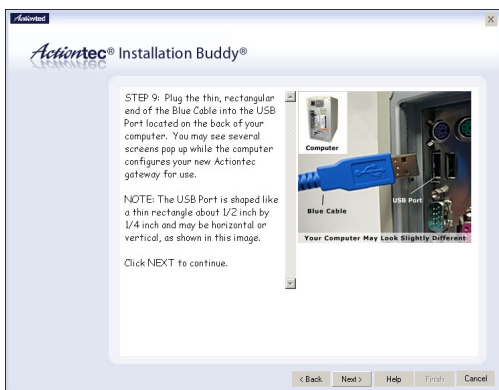 Actiontec
Actiontec® Installation Buddy®
STEP 9: Plug the thin, rectangular
end of the Blue Cable into the USB
Port located on the back of your
computer. You may see several
screens pop up while the computer
configures your new Actiontec
gateway for use.
NOTE: The USB Port is shaped like
a thin rectangle about 1/2 inch by
1/4 inch and may be horizontal or
vertical, as shown in this image.
Click NEXT to continue.
Computer
USB Port
Blue Cable
Your Computer May Look Slightly Different
< Back
Next >
Help
Finish
Cancel